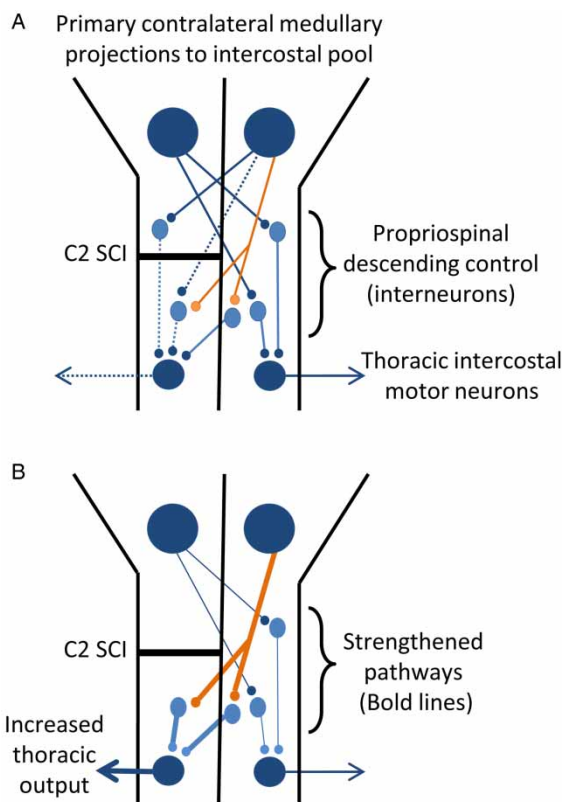 A
Primary contralateral medullary
projections to intercostal pool
C2 SCI
Propriospinal
descending control
(interneurons)
Thoracic intercostal
motor neurons
B
C2 SCI
Strengthened
pathways
(Bold lines)
Increased
thoracic
output